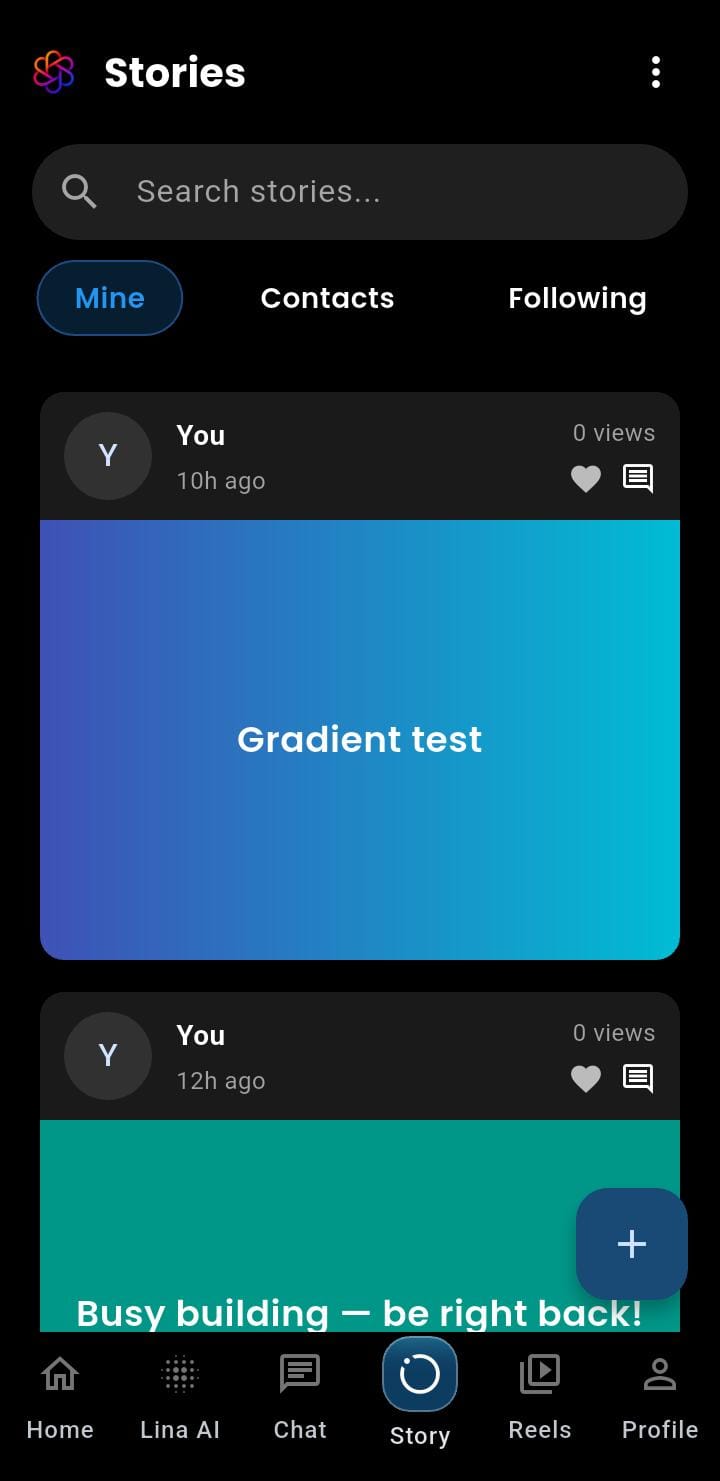 Stories
Search stories...
Mine Contacts Following
Y You 0 views
10h ago
Gradient test
Y You 0 views
12h ago
Busy building — be right back!
Home Lina AI Chat Story Reels Profile